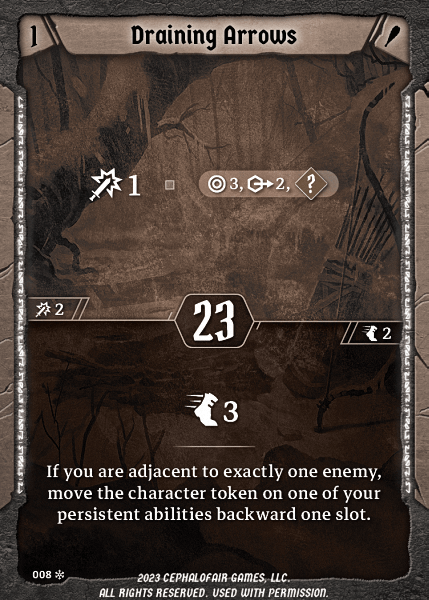 1
Draining Arrows
1
3, 2, ?
2
23
2
3
If you are adjacent to exactly one enemy,
move the character token on one of your
persistent abilities backward one slot.
008
2023 CEPHALOFAIR GAMES, LLC.
ALL RIGHTS RESERVED. USED WITH PERMISSION.